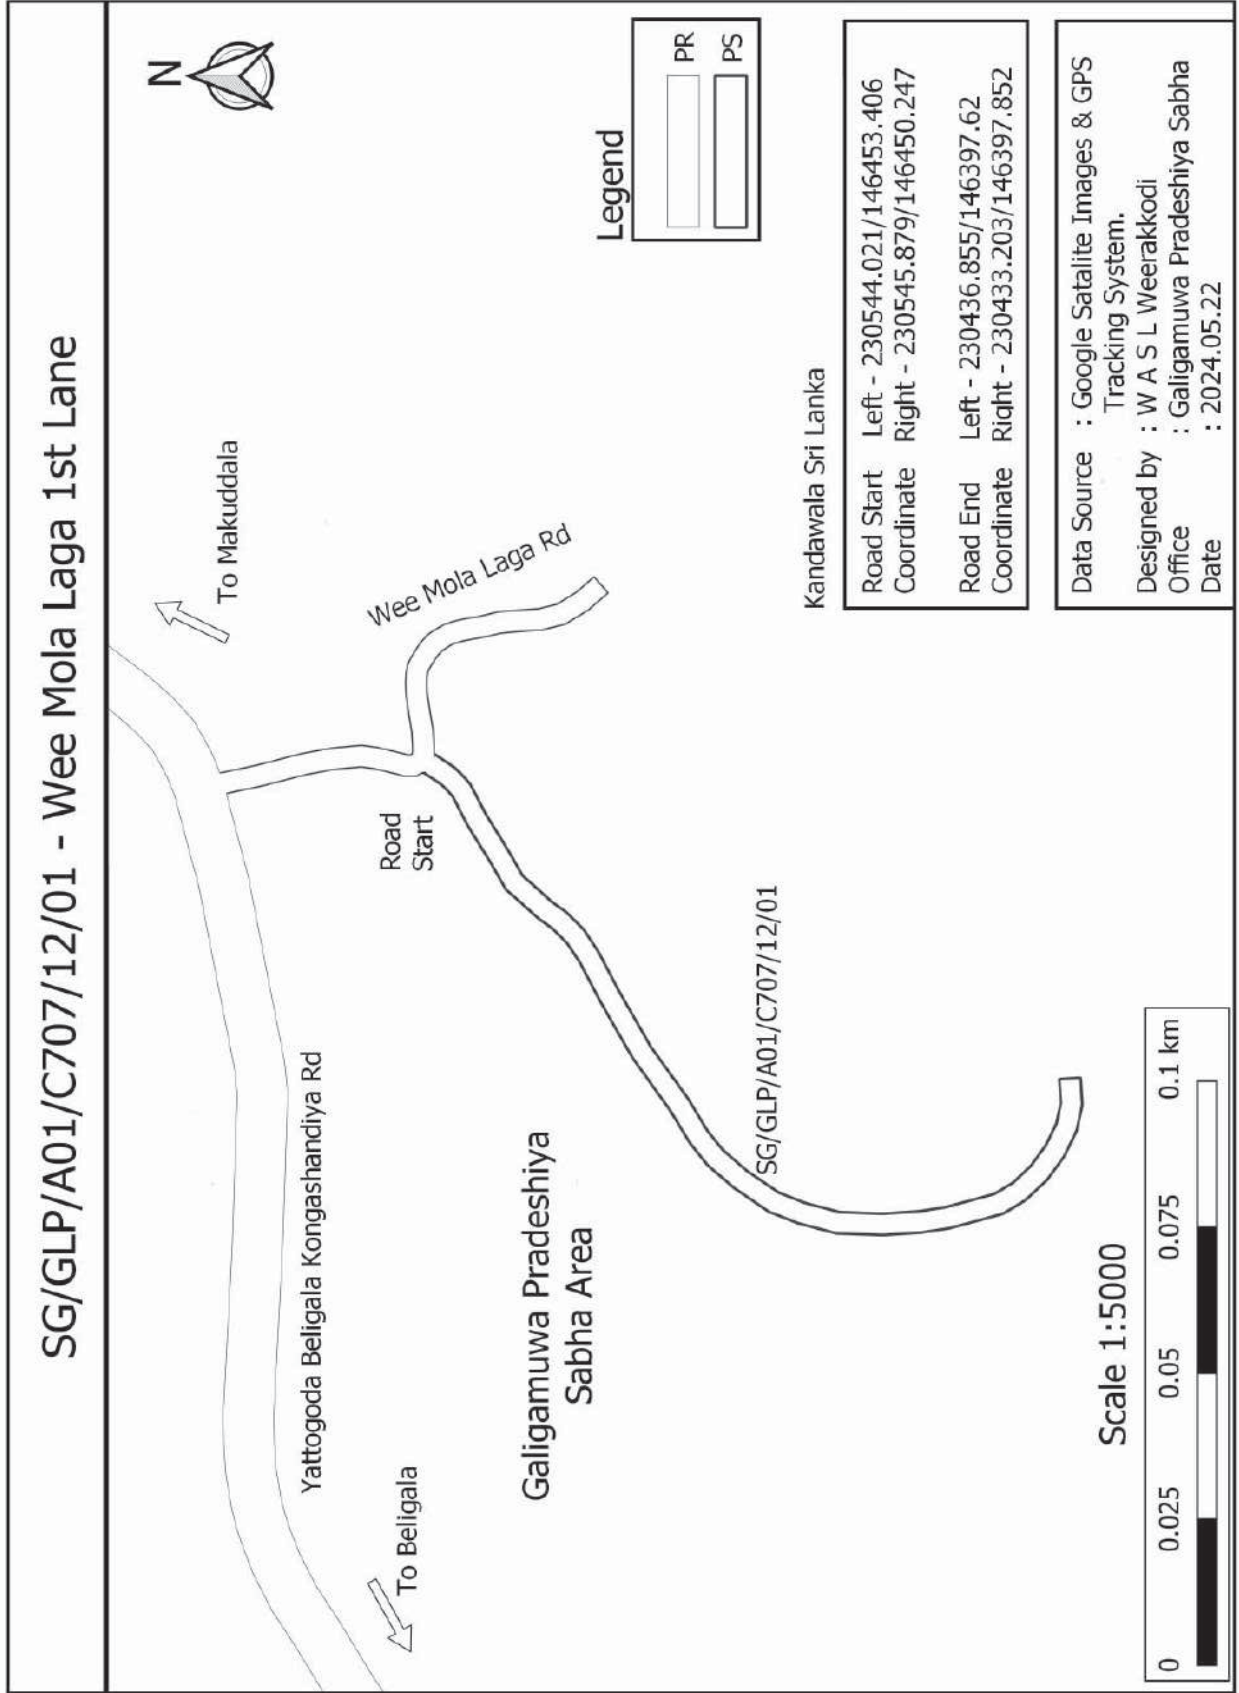 SG/GLP/A01/C707/12/01 - Wee Mola Laga 1st Lane
N
To Makuddala
Yattogoda Beligala Kongashandiya Rd
Wee Mola Laga Rd
Road
Start
To Beligala
Galigamuwa Pradeshiya
Sabha Area
SG/GLP/A01/C707/12/01
Legend
PR
PS
Kandawala Sri Lanka
Road Start Left - 230544.021/146453.406
Coordinate Right - 230545.879/146450.247
Road End Left - 230436.855/146397.62
Coordinate Right - 230433.203/146397.852
Data Source : Google Satalite Images & GPS
Tracking System.
Designed by : W A S L Weerakkodi
Office : Galigamuwa Pradeshiya Sabha
Date : 2024.05.22
Scale 1:5000
0 0.025 0.05 0.075 0.1 km